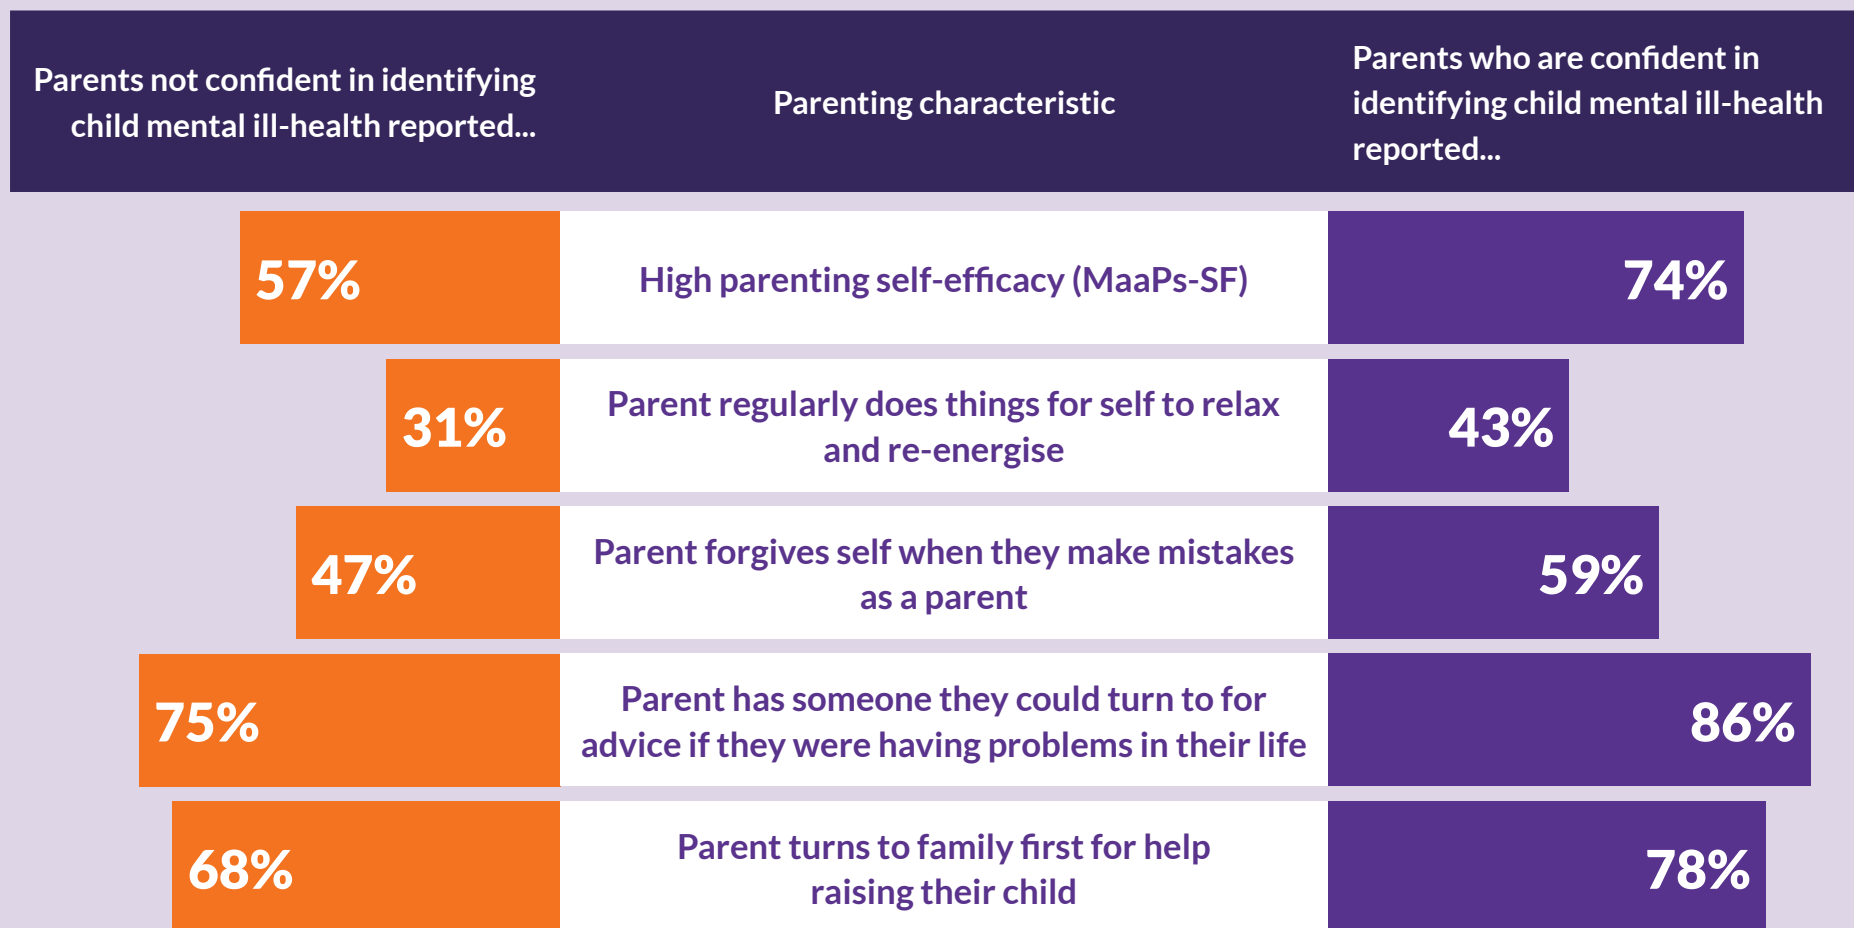 Parents not confident in identifying
child mental ill-health reported...
Parenting characteristic
Parents who are confident in
identifying child mental ill-health
reported...
57%
High parenting self-efficacy (MaaPs-SF)
74%
31%
Parent regularly does things for self to relax
and re-energise
43%
47%
Parent forgives self when they make mistakes
as a parent
59%
75%
Parent has someone they could turn to for
advice if they were having problems in their life
86%
68%
Parent turns to family first for help
raising their child
78%